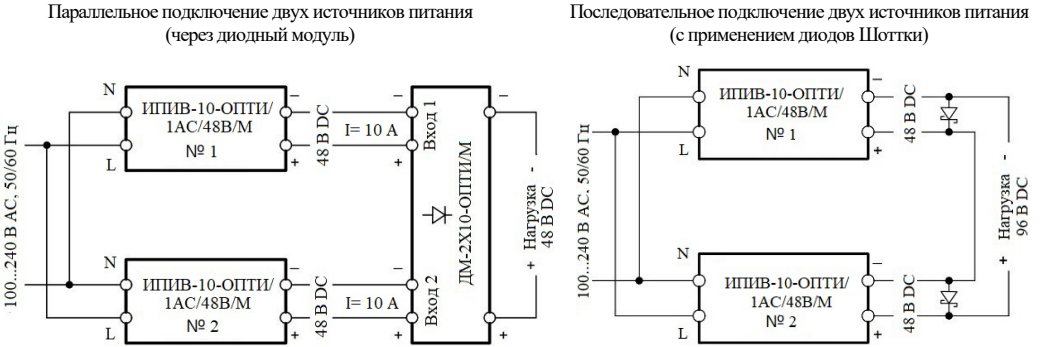 Параллельное подключение двух источников питания
(через диодный модуль)
N
ИПИВ-10-ОПТИ/
1АС/48В/М
№ 1
L
–
+
48 В DC
I= 10 А
–
+
Вход 1
ДМ-2Х10-ОПТИ/М
–
+
+ Нагрузка -
48 В DC
100...240 В АС, 50/60 Гц
N
ИПИВ-10-ОПТИ/
1АС/48В/М
№ 2
L
–
+
48 В DC
I= 10 А
–
+
Вход 2
Последовательное подключение двух источников питания
(с применением диодов Шоттки)
N
ИПИВ-10-ОПТИ/
1АС/48В/М
№ 1
L
–
+
48 В DC
+ Нагрузка -
96 В DC
100...240 В АС, 50/60 Гц
N
ИПИВ-10-ОПТИ/
1АС/48В/М
№ 2
L
–
+
48 В DC